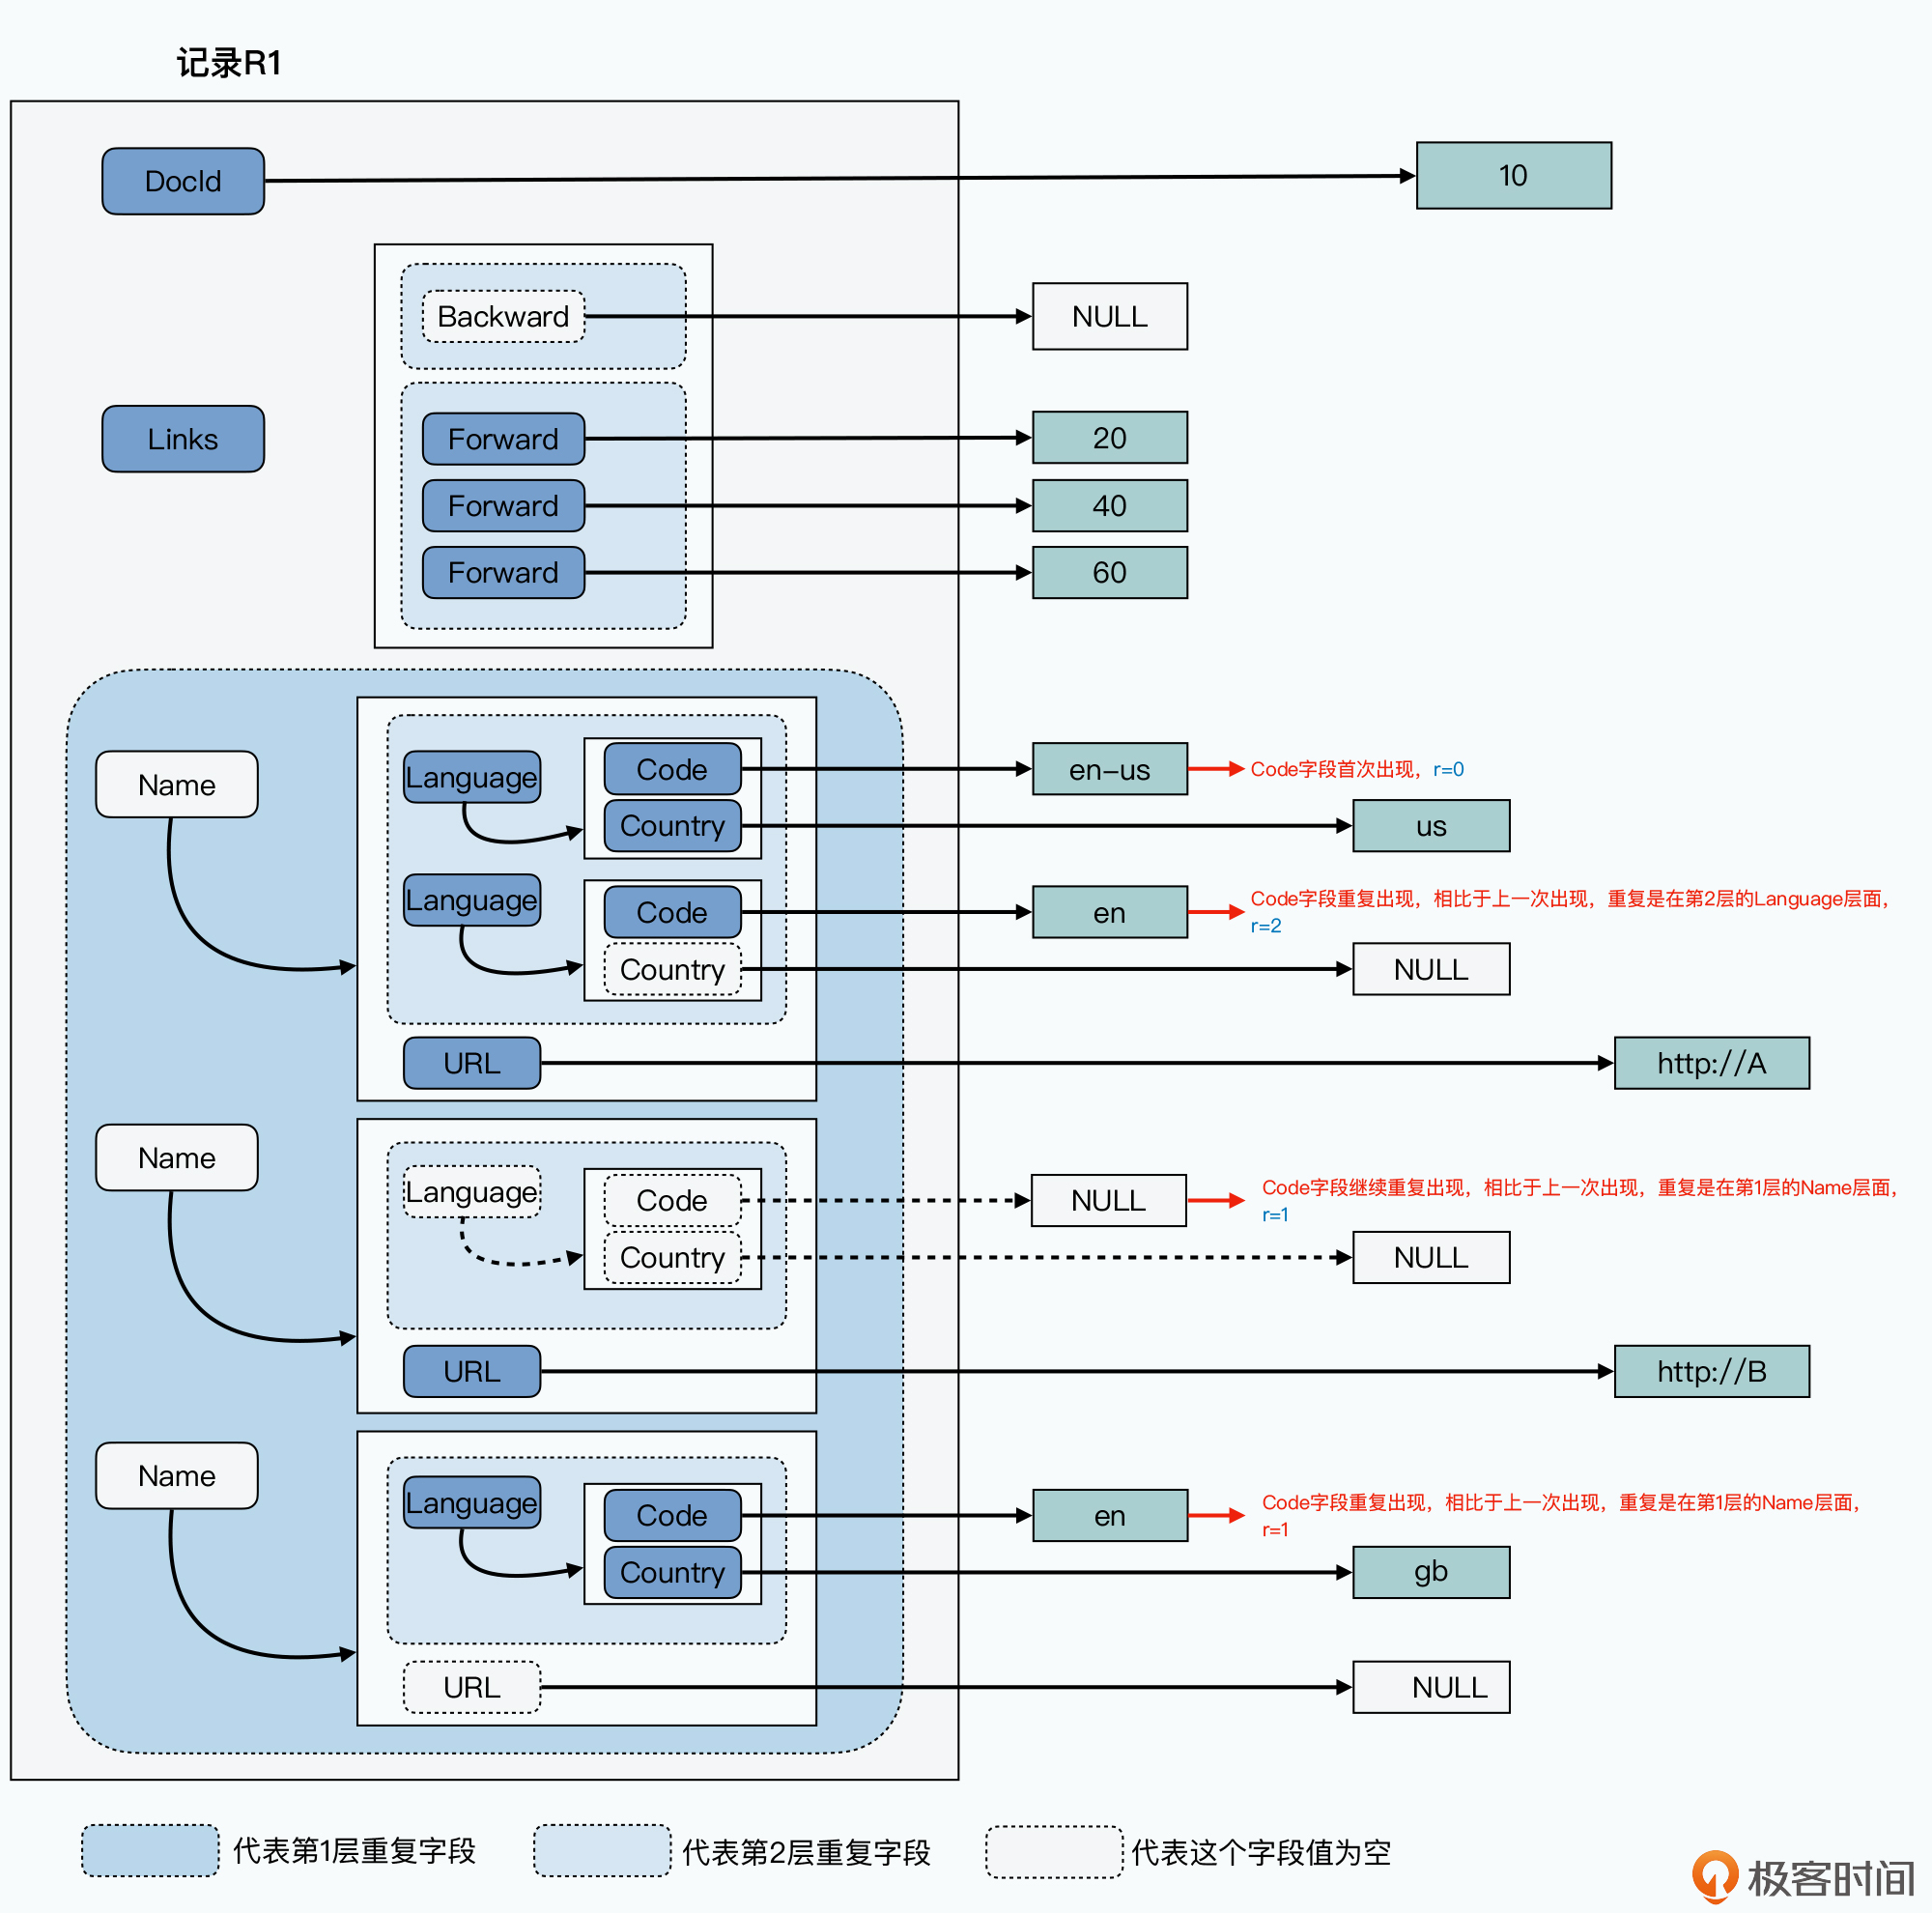 记录R1
DocId
10
Backward
NULL
Links
Forward
20
Forward
40
Forward
60
Name
Language
Code
en-us
Code字段首次出现，r=0
Country
us
Language
Code
en
Code字段重复出现，相比于上一次出现，重复是在第2层的Language层面，
r=2
Country
NULL
URL
http://A
Name
Language
Code
NULL
Code字段继续重复出现，相比于上一次出现，重复是在第1层的Name层面，
r=1
Country
NULL
URL
http://B
Name
Language
Code
en
Code字段重复出现，相比于上一次出现，重复是在第1层的Name层面，
r=1
Country
gb
URL
NULL
代表第1层重复字段
代表第2层重复字段
代表这个字段值为空
极客时间